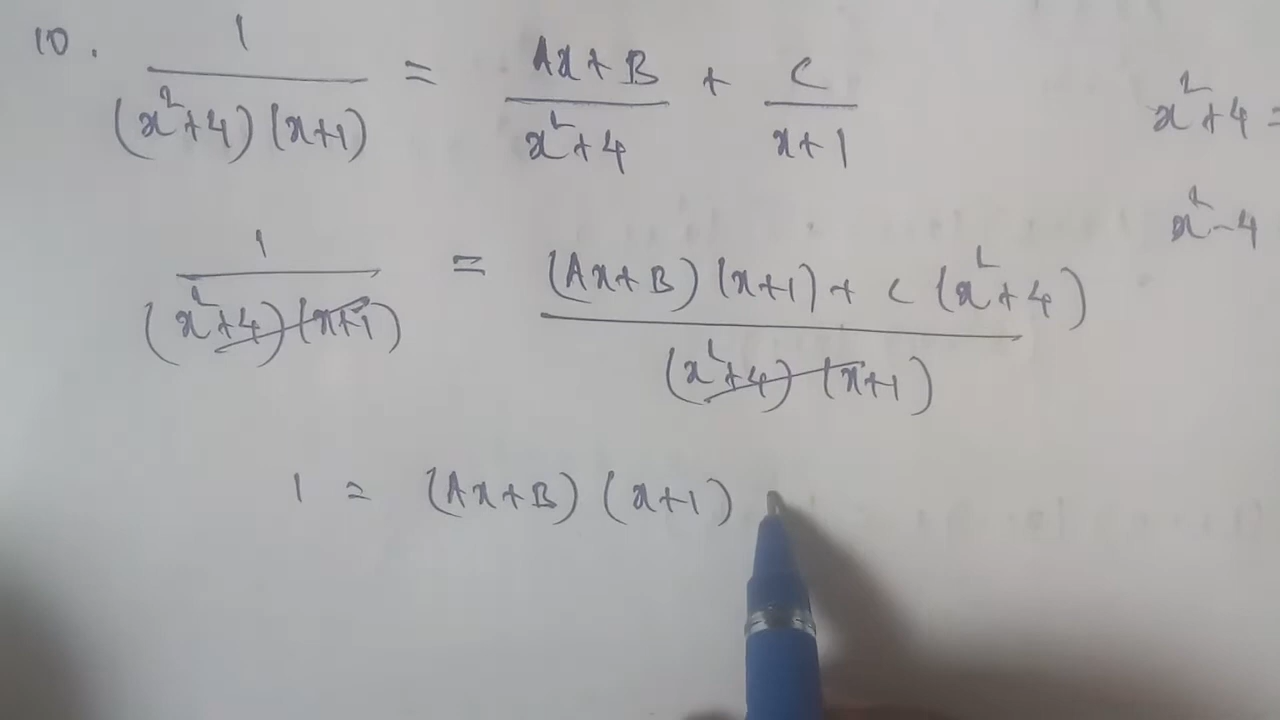 10. 1/((x²+4)(x+1)) = (Ax+B)/(x²+4) + C/(x+1)
x²+4 =
x²-4
1/((x²+4)(x+1)) = ((Ax+B)(x+1) + C(x²+4))/((x²+4)(x+1))
1 = (Ax+B)(x+1)